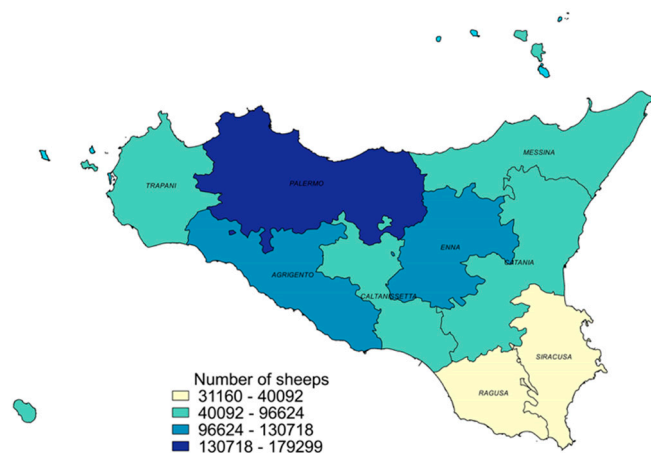 MESSINA
PALERMO
TRAPANI
ENNA
CATANIA
AGRIGENTO
CALTANISSETTA
SIRACUSA
RAGUSA
Number of sheeps
31160 - 40092
40092 - 96624
96624 - 130718
130718 - 179299